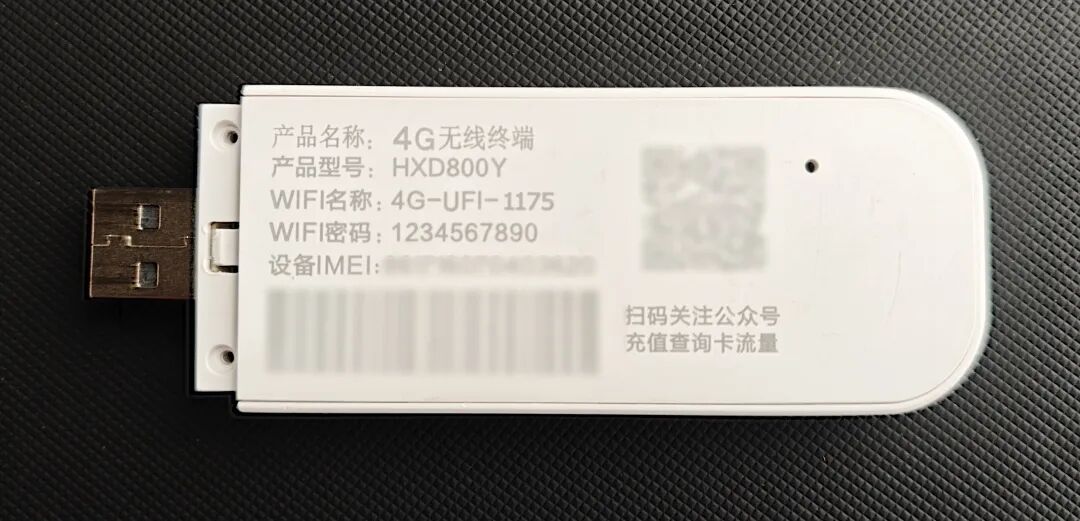 产品名称：4G无线终端
产品型号：HXD800Y
WIFI名称：4G-UFI-1175
WIFI密码：1234567890
设备IMEI：
扫码关注公众号
充值查询卡流量